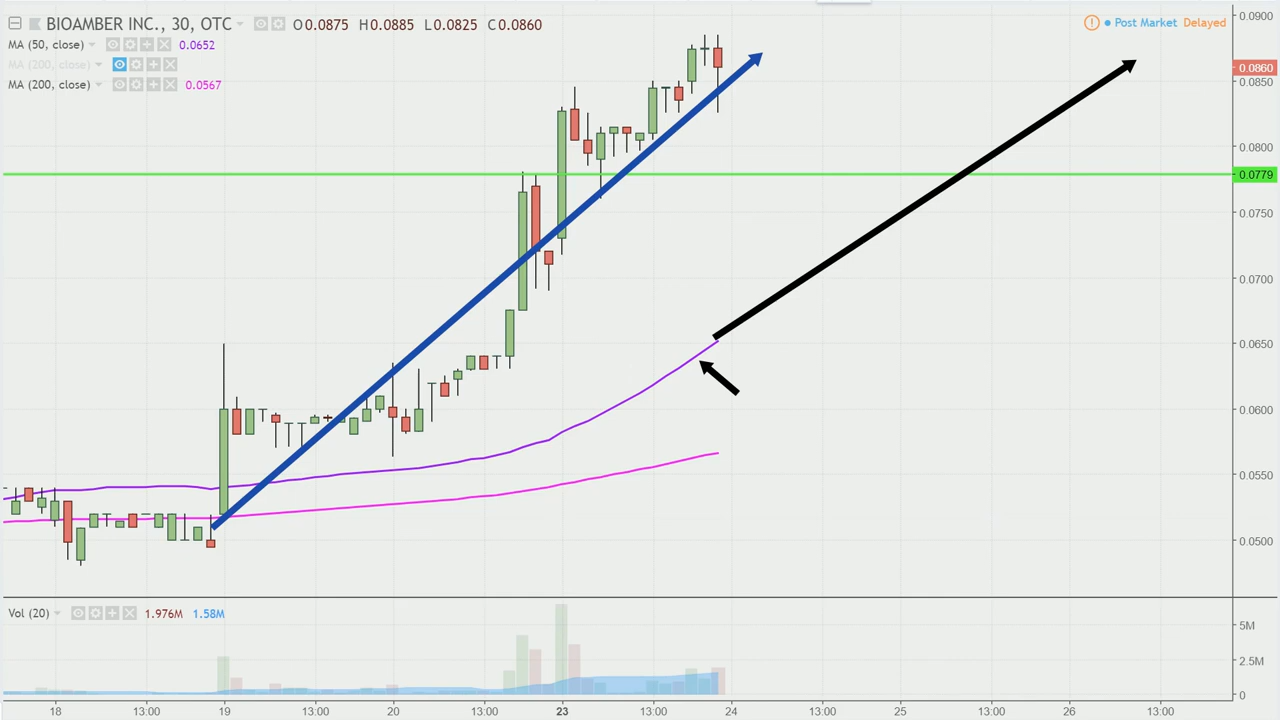 BIOAMBER INC., 30, OTC O0.0875 H0.0885 L0.0825 C0.0860
Post Market Delayed
MA (50, close) 0.0652
MA (200, close)
MA (200, close) 0.0567
0.0900
0.0860
0.0850
0.0800
0.0779
0.0750
0.0700
0.0650
0.0600
0.0550
0.0500
Vol (20) 1.976M 1.58M
5M
2.5M
0
18 13:00 19 13:00 20 13:00 23 13:00 24 13:00 25 13:00 26 13:00